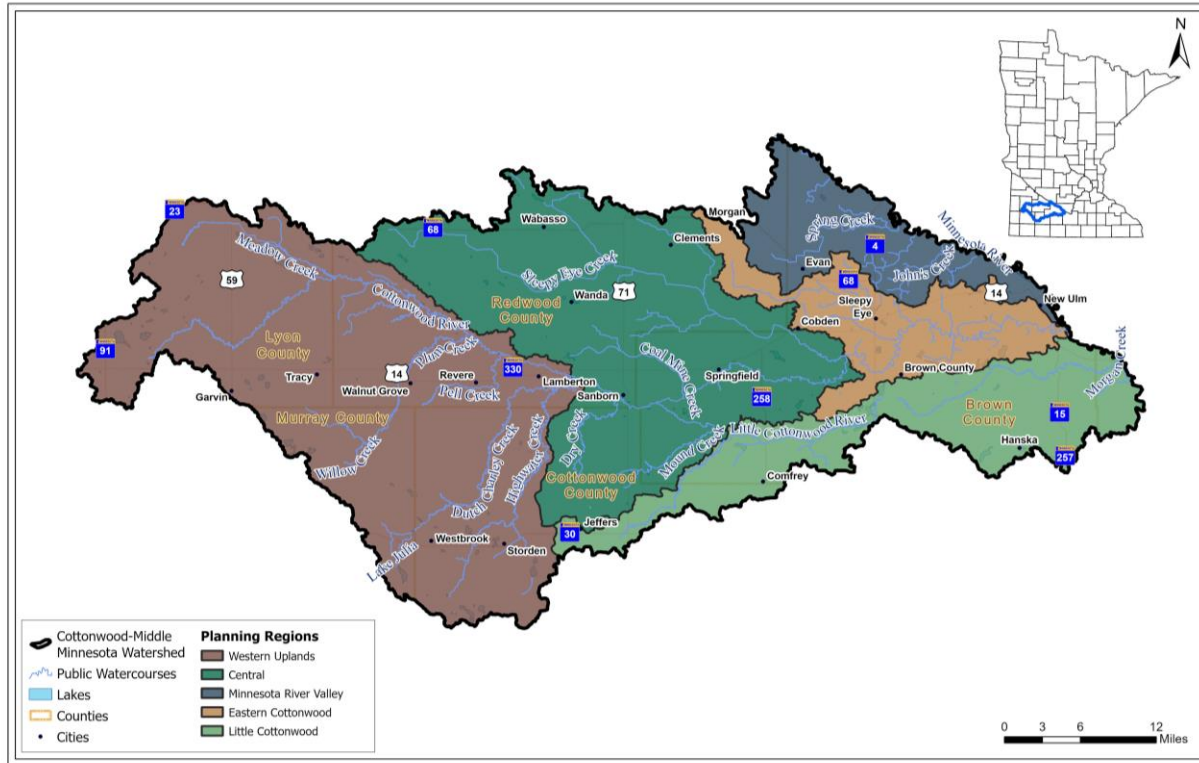 N
23
68
Wabasso
Morgan
Clements
Spring Creek
4
Minnesota River
Meadow Creek
59
Sleepy Eye Creek
Evan
John's Creek
68
14
New Ulm
Cottonwood River
Redwood
County
Wanda
71
Sleepy
Eye
Cobden
Lyon
County
91
Plum Creek
Coal Mine Creek
Morgan Creek
Tracy
14
Walnut Grove
Revere
330
Lamberton
Springfield
Brown County
Garvin
Pell Creek
Sanborn
258
Murray County
Brown
County
15
Little Cottonwood River
Dry Creek
Mound Creek
Hanska
257
Willow Creek
Dutch Charley Creek
Highwater Creek
Cottonwood
County
Comfrey
Jeffers
30
Lake Julia
Westbrook
Storden
Cottonwood-Middle
Minnesota Watershed
Public Watercourses
Lakes
Counties
Cities
Planning Regions
Western Uplands
Central
Minnesota River Valley
Eastern Cottonwood
Little Cottonwood
0 3 6 12
Miles